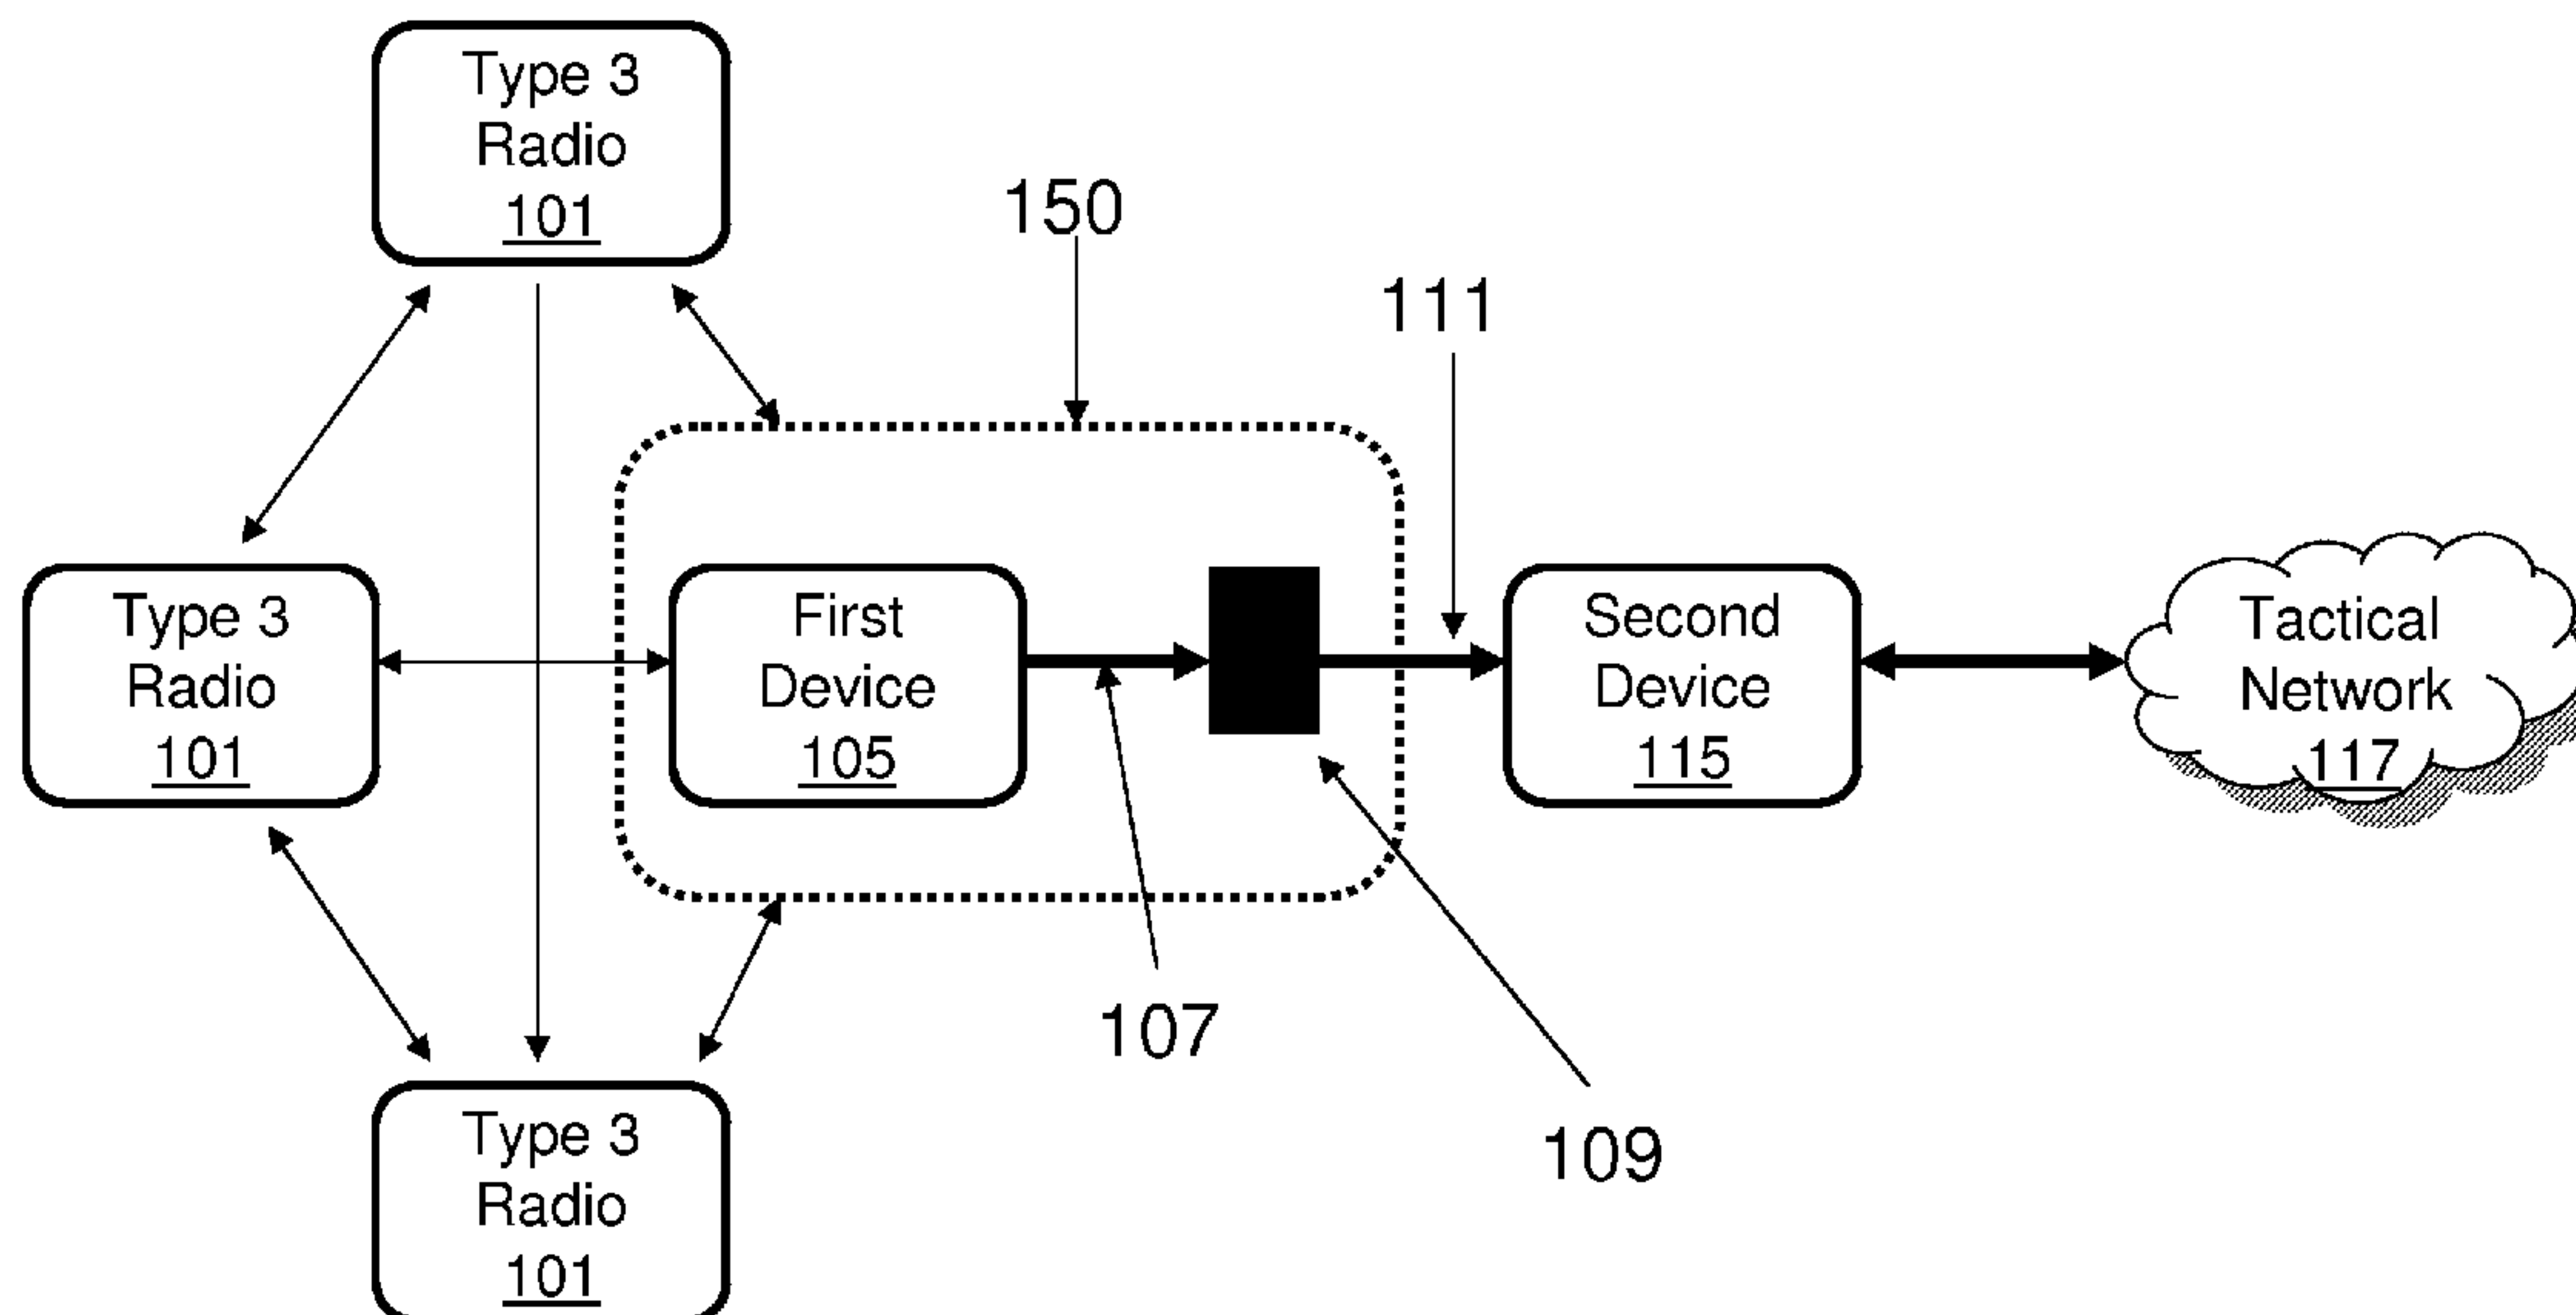 Type 3
Radio
101
150
111
Type 3
Radio
101
First
Device
105
Second
Device
115
Tactical
Network
117
107
109
Type 3
Radio
101